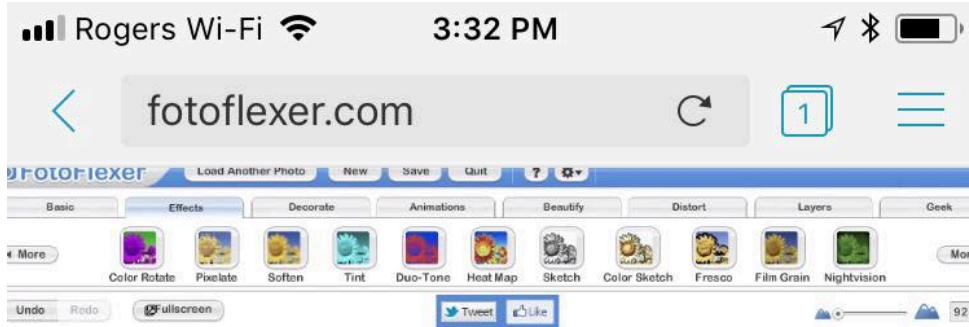 Rogers Wi-Fi 3:32 PM
fotoflexer.com 1
FotoFlexer Load Another Photo New Save Quit ?
Basic Effects Decorate Animations Beautify Distort Layers Geek
More Color Rotate Pixelate Soften Tint Duo-Tone Heat Map Sketch Color Sketch Fresco Film Grain Nightvision Mor
Undo Redo Fullscreen Tweet Like 92